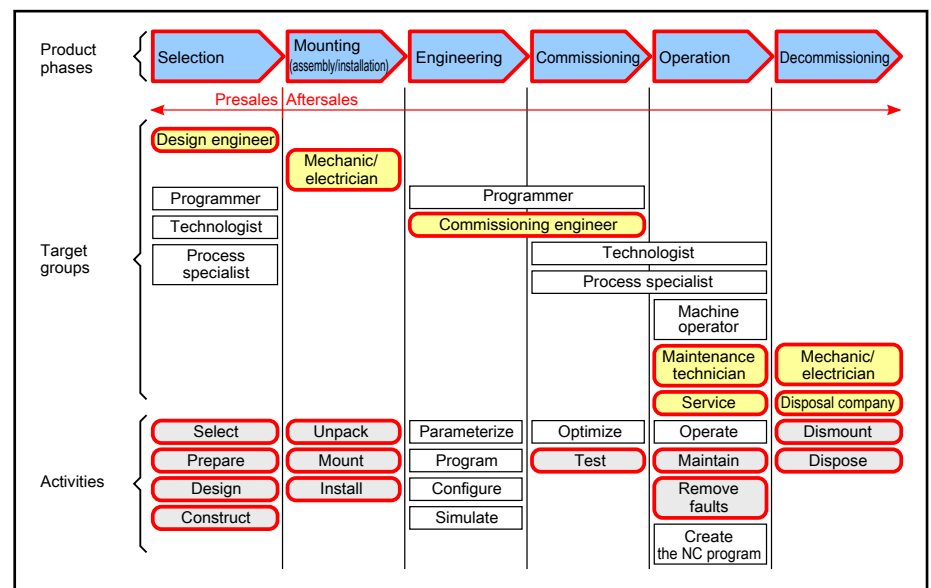 Product
phases
Selection
Mounting
(assembly/installation)
Engineering
Commissioning
Operation
Decommissioning
Presales
Aftersales
Target
groups
Design engineer
Mechanic/
electrician
Programmer
Programmer
Technologist
Commissioning engineer
Process
specialist
Technologist
Process specialist
Machine
operator
Maintenance
technician
Mechanic/
electrician
Service
Disposal company
Activities
Select
Unpack
Parameterize
Optimize
Operate
Dismount
Prepare
Mount
Program
Test
Maintain
Dispose
Design
Install
Configure
Remove
faults
Construct
Simulate
Create
the NC program